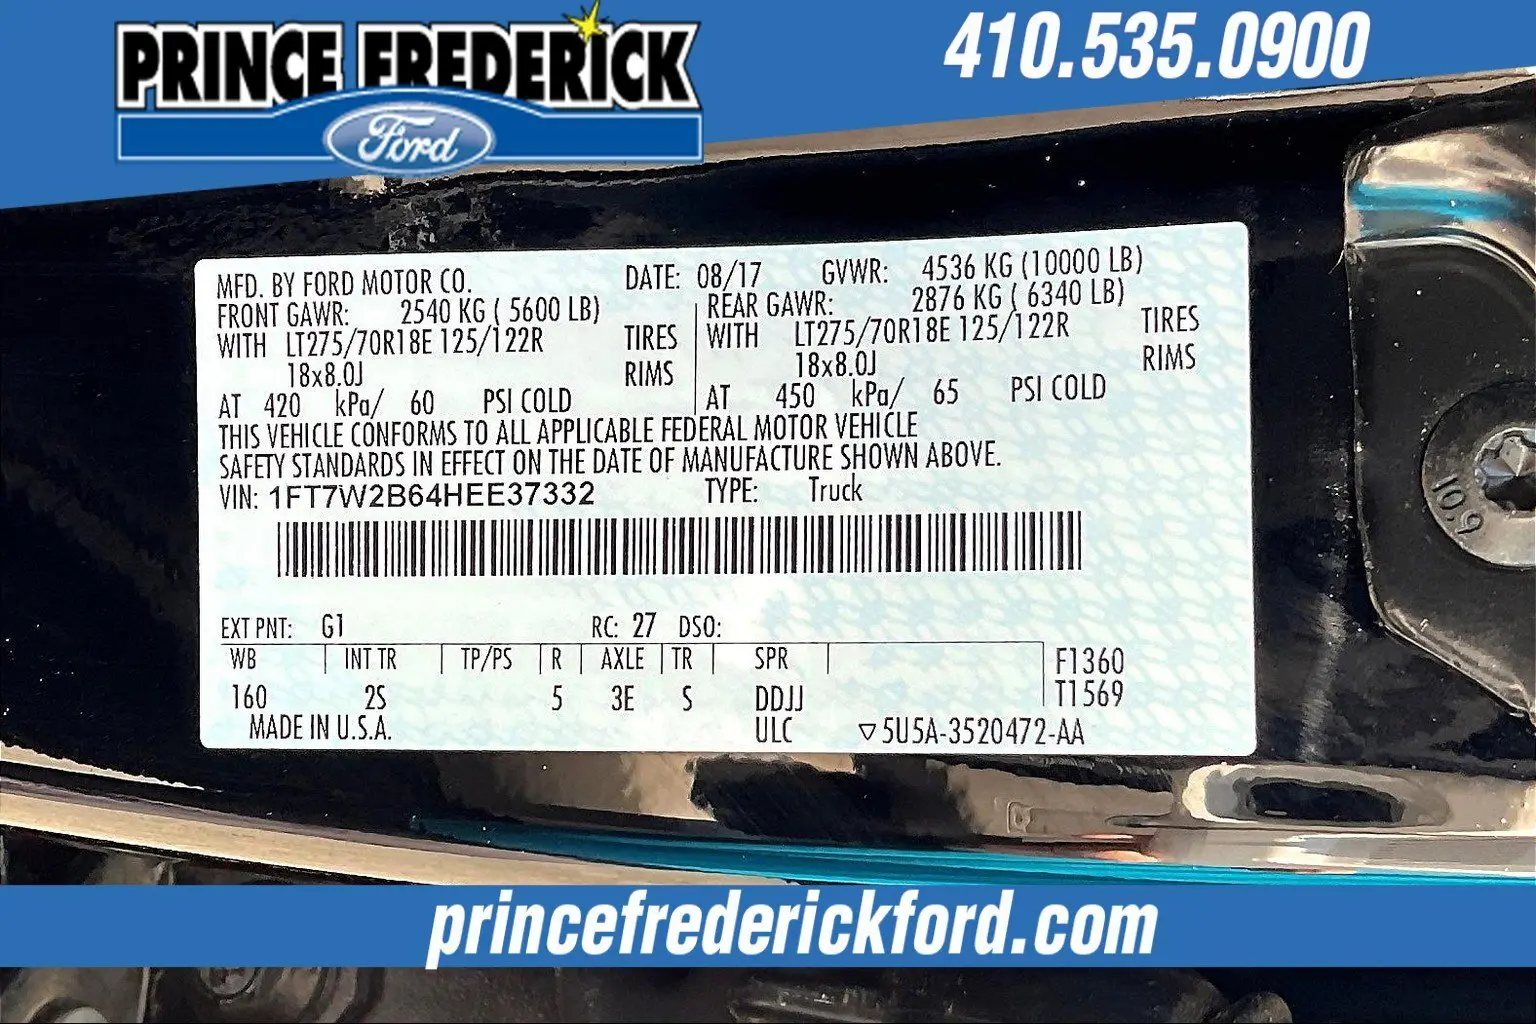 PRINCE FREDERICK
Ford
410.535.0900
MFD. BY FORD MOTOR CO. DATE: 08/17 GVWR: 4536 KG (10000 LB)
FRONT GAWR: 2540 KG ( 5600 LB) REAR GAWR: 2876 KG ( 6340 LB)
WITH LT275/70R18E 125/122R TIRES WITH LT275/70R18E 125/122R TIRES
18x8.0J RIMS 18x8.0J RIMS
AT 420 kPa/ 60 PSI COLD AT 450 kPa/ 65 PSI COLD
THIS VEHICLE CONFORMS TO ALL APPLICABLE FEDERAL MOTOR VEHICLE
SAFETY STANDARDS IN EFFECT ON THE DATE OF MANUFACTURE SHOWN ABOVE.
VIN: 1FT7W2B64HEE37332 TYPE: Truck
EXT PNT: G1 RC: 27 DSO:
WB INT TR TP/PS R AXLE TR SPR F1360
160 2S 5 3E S DDJJ T1569
MADE IN U.S.A. ULC ▽5U5A-3520472-AA
10,9
princefrederickford.com